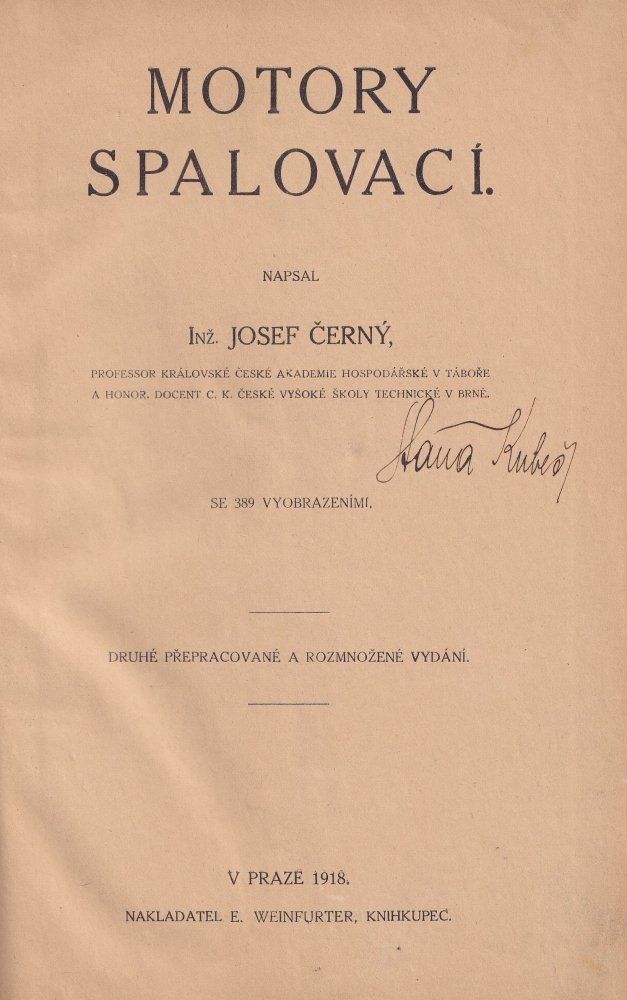 MOTORY
SPALOVACÍ.
NAPSAL
INŽ. JOSEF ČERNÝ,
PROFESSOR KRÁLOVSKÉ ČESKÉ AKADEMIE HOSPODÁŘSKÉ V TÁBOŘE
A HONOR. DOCENT C. K. ČESKÉ VYSOKÉ ŠKOLY TECHNICKÉ V BRNĚ.
Kubeš
SE 389 VYOBRAZENÍMI.
DRUHÉ PŘEPRACOVANÉ A ROZMNOŽENÉ VYDÁNÍ.
V PRAZE 1918.
NAKLADATEL E. WEINFURTER, KNIHKUPEC.